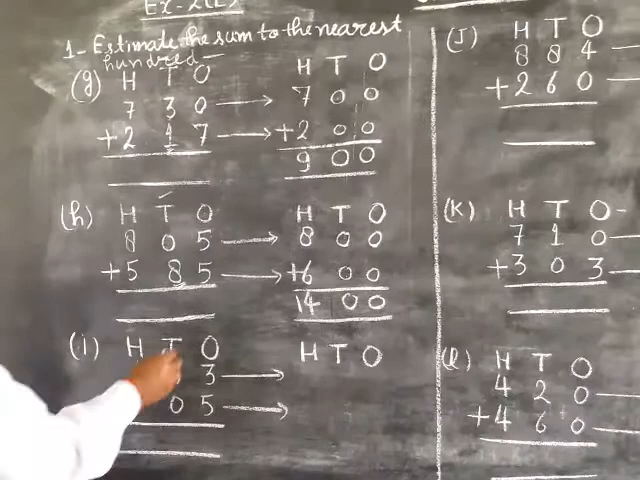 1- Estimate the sum to the nearest
hundred
(g) H T O H T O
7 3 0 → 7 0 0
+2 1 7 → +2 0 0
9 0 0
(h) H T O H T O
8 0 5 → 8 0 0
+5 8 5 → +6 0 0
14 0 0
(i) H T O H T O
3 →
0 5 →
(J) H T O
8 8 4
+2 6 0
(K) H T O
7 1 0
+3 0 3
(l) H T O
4 2 0
+4 6 0